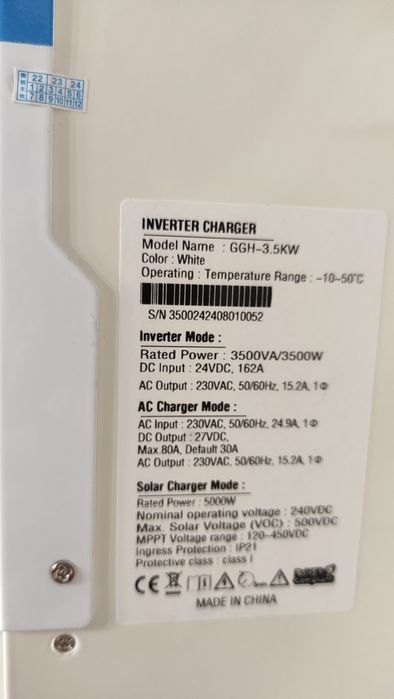 22 23 24
1 2 3 4 5 6
7 8 9 10 11 12
INVERTER CHARGER
Model Name : GGH-3.5KW
Color : White
Operating : Temperature Range : -10~50℃
S/N 3500242408010052
Inverter Mode :
Rated Power : 3500VA/3500W
DC Input : 24VDC, 162A
AC Output : 230VAC, 50/60Hz, 15.2A, 1Φ
AC Charger Mode :
AC Input : 230VAC, 50/60Hz, 24.9A, 1Φ
DC Output : 27VDC,
Max.80A, Default 30A
AC Output : 230VAC, 50/60Hz, 15.2A, 1Φ
Solar Charger Mode :
Rated Power : 5000W
Nominal operating voltage : 240VDC
Max. Solar Voltage (VOC) : 500VDC
MPPT Voltage range : 120~450VDC
Ingress Protection : IP21
Protective class : class I
CE
MADE IN CHINA